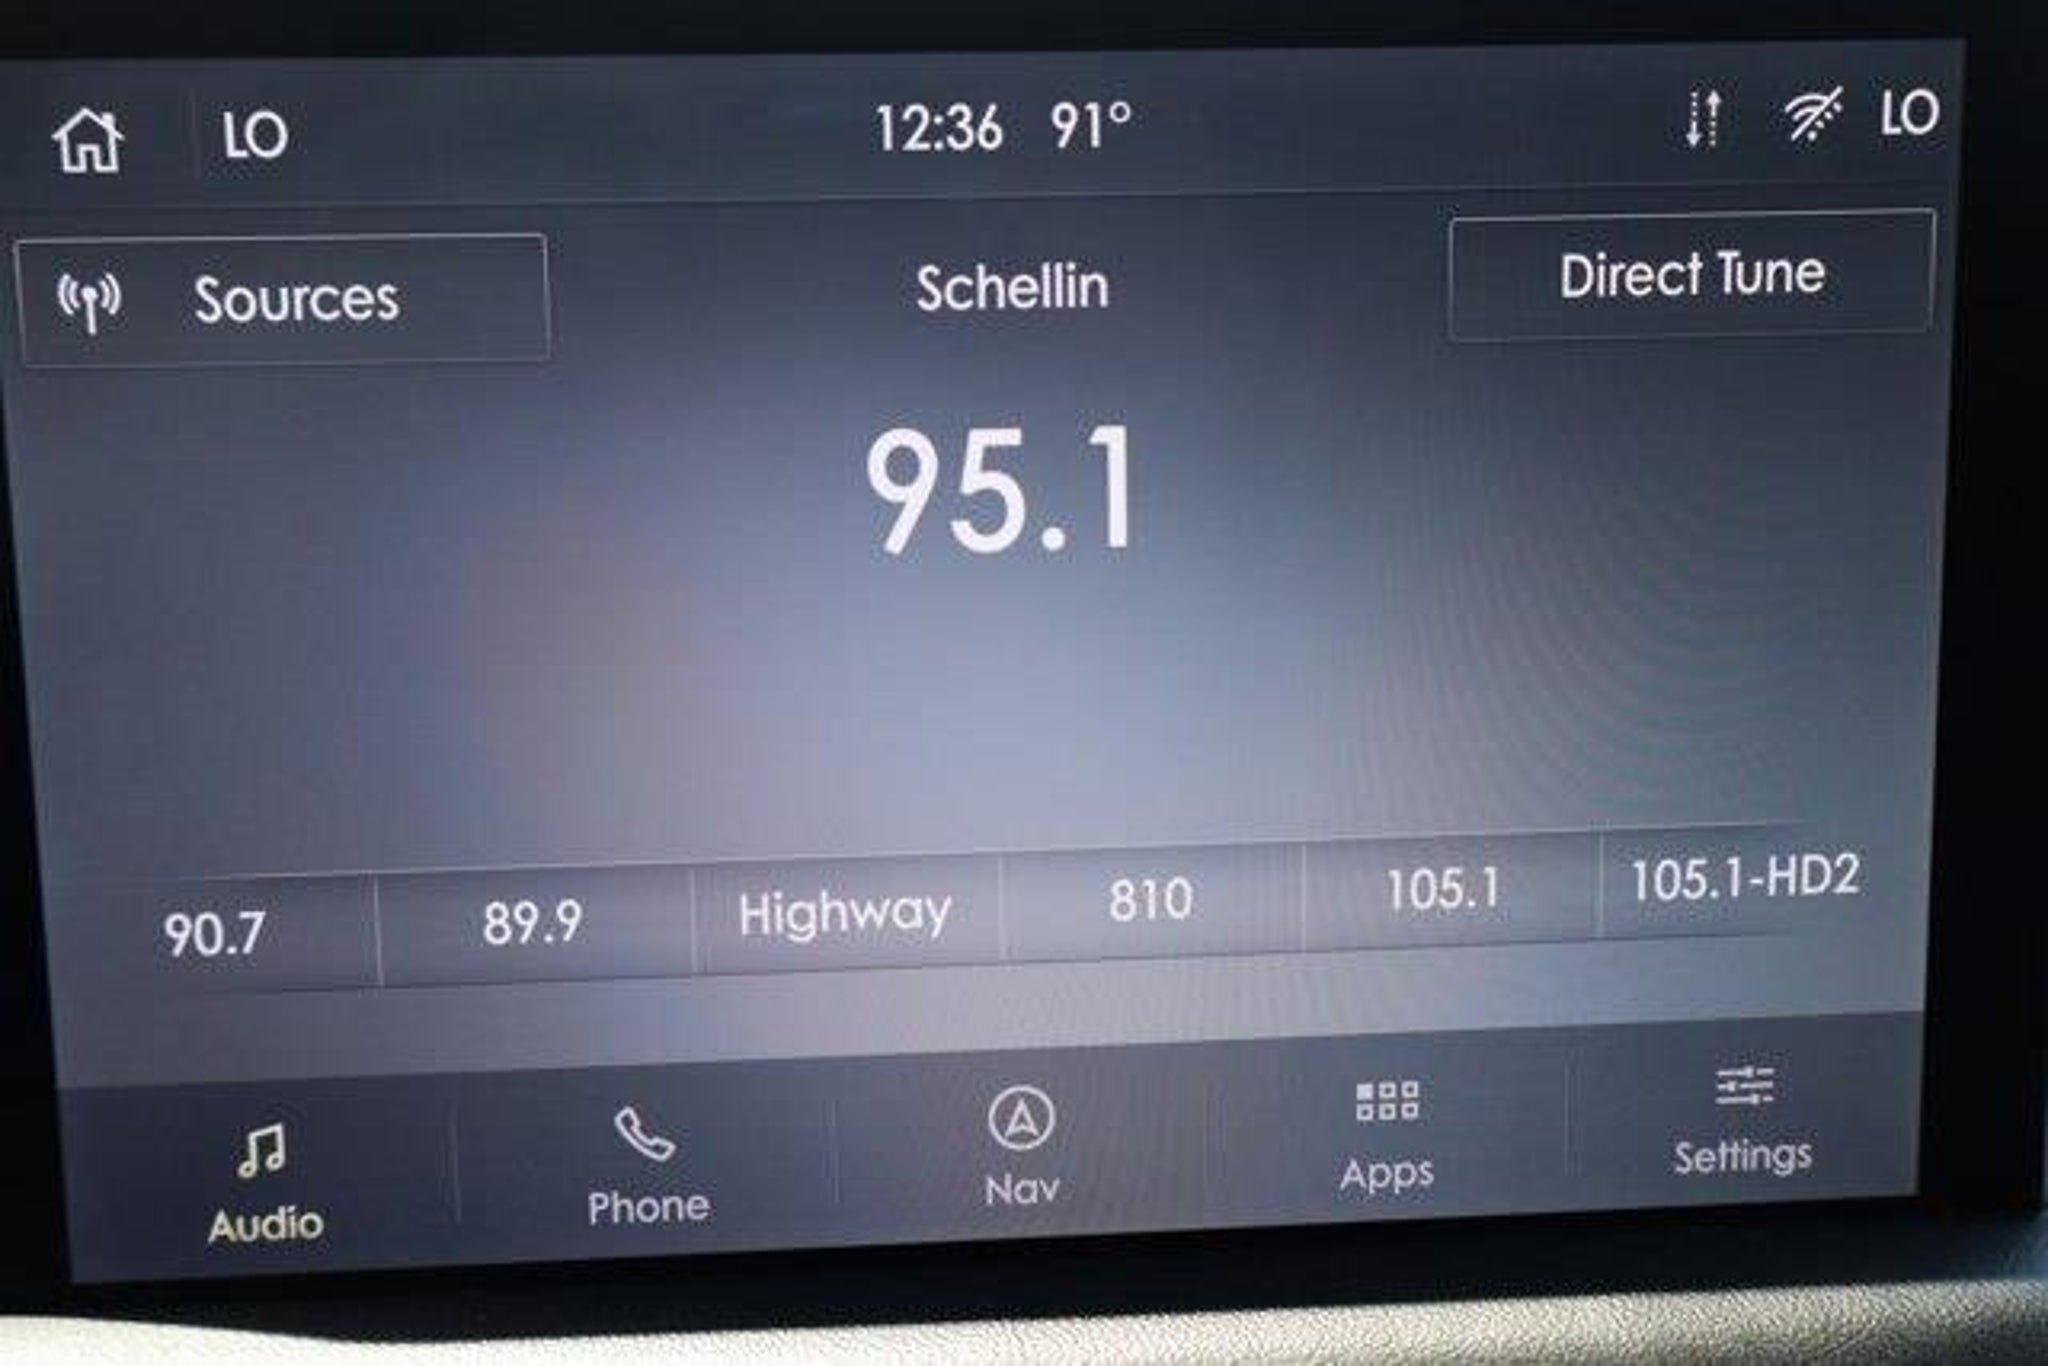 LO 12:36 91° LO
Sources Schellin Direct Tune
95.1
90.7 89.9 Highway 810 105.1 105.1-HD2
Audio Phone Nav Apps Settings